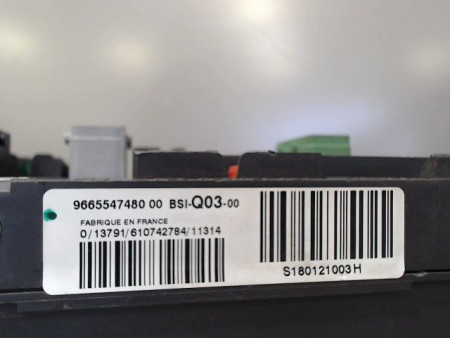 9665547480 00 BSI-Q03-00
FABRIQUE EN FRANCE
0/13791/610742784/11314
S180121003H